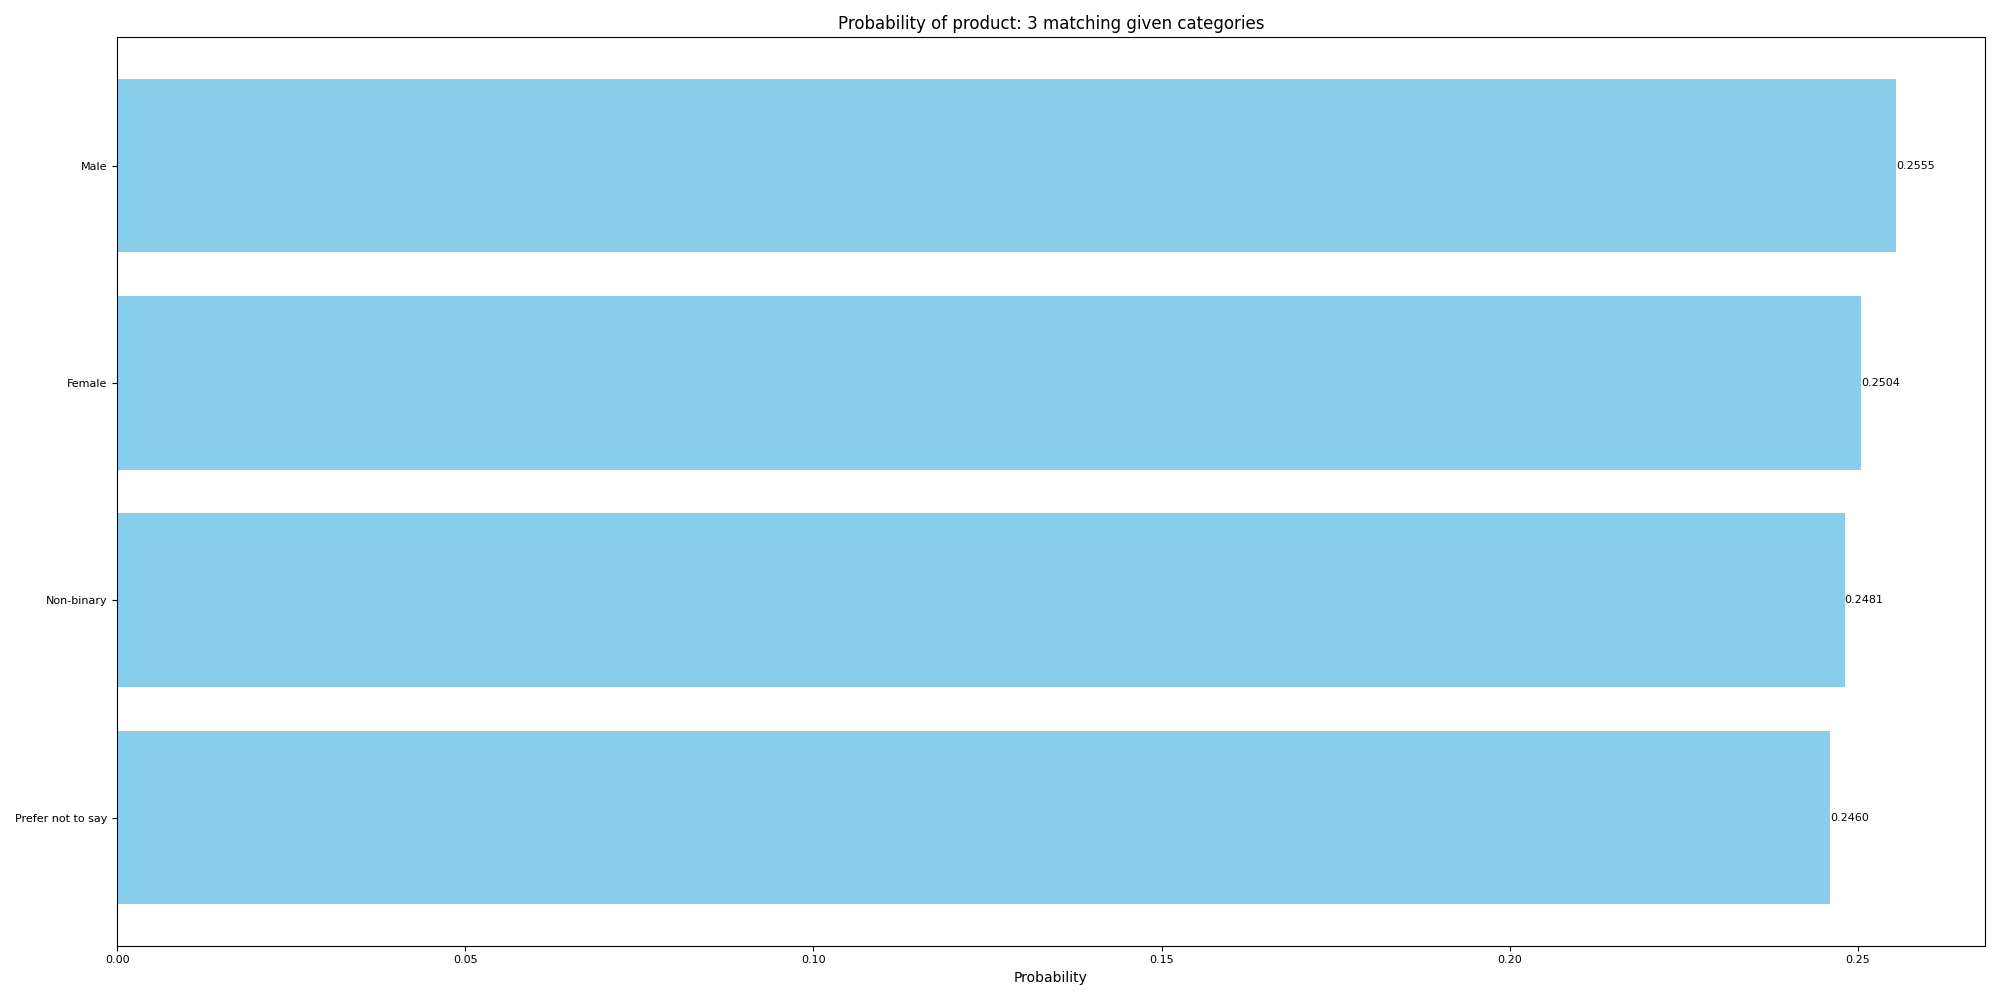 Probability of product: 3 matching given categories
Male
0.2555
Female
0.2504
Non-binary
0.2481
Prefer not to say
0.2460
0.00 0.05 0.10 0.15 0.20 0.25
Probability